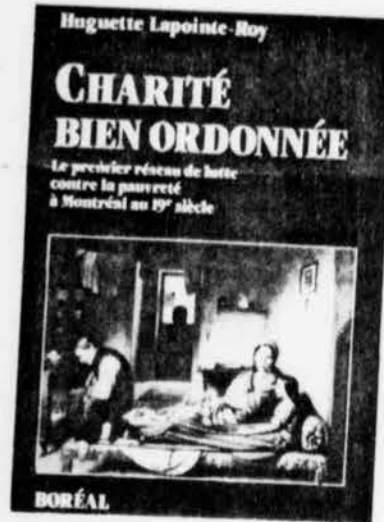 Huguette Lapointe-Roy
CHARITÉ
BIEN ORDONNÉE
Le premier réseau de lutte
contre la pauvreté
à Montréal au 19e siècle
BORÉAL